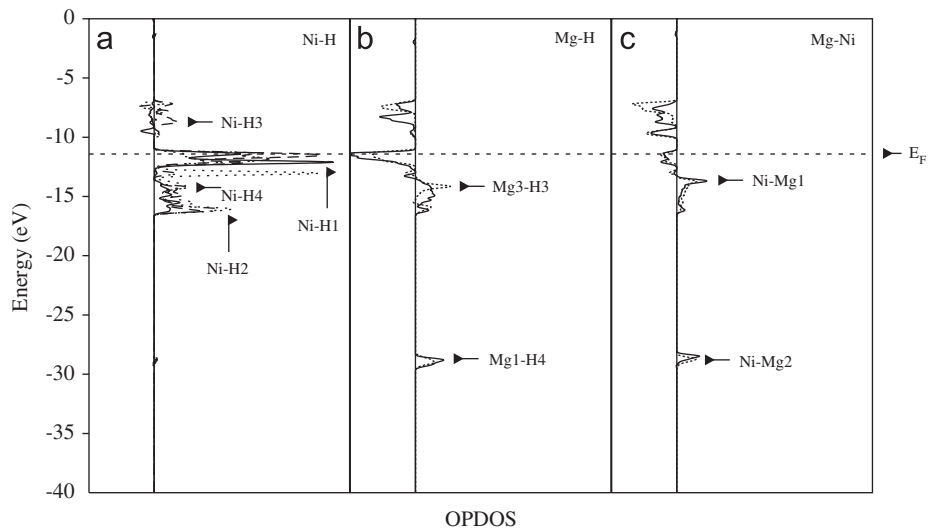 a
Ni-H
b
Mg-H
c
Mg-Ni
0
-5
-10
-15
-20
-25
-30
-35
-40
Energy (eV)
Ni-H3
Ni-H4
Ni-H1
Ni-H2
Mg3-H3
Mg1-H4
Ni-Mg1
Ni-Mg2
EF
OPDOS